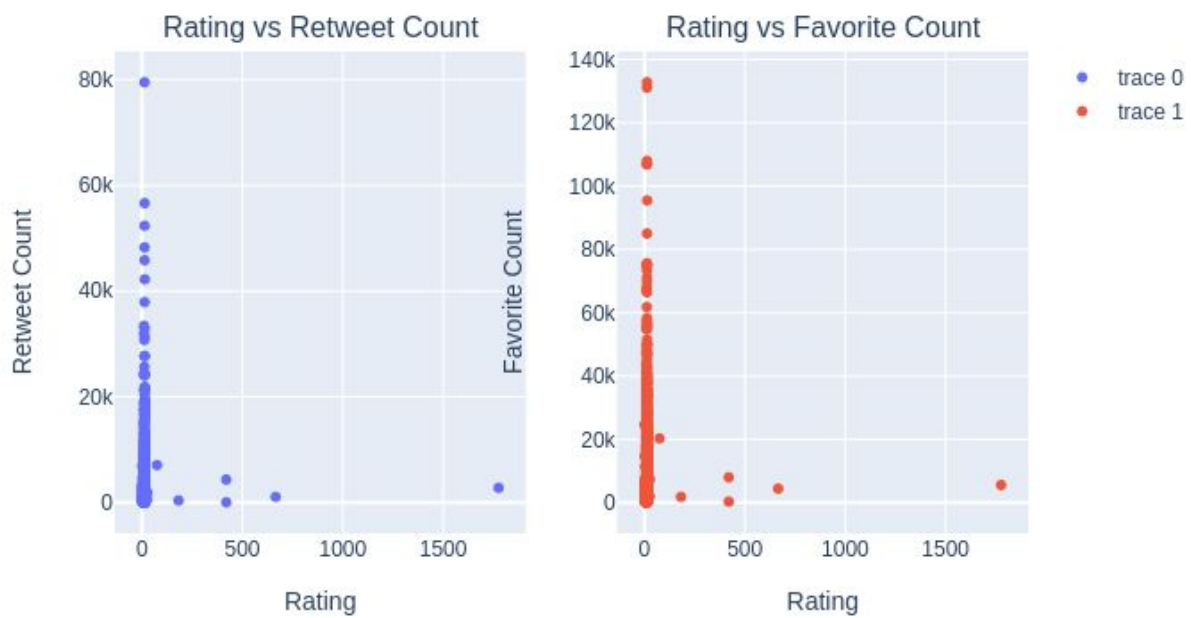 Rating vs Retweet Count
80k
60k
40k
20k
0
Retweet Count
0 500 1000 1500
Rating
Rating vs Favorite Count
140k
120k
100k
80k
60k
40k
20k
0
Favorite Count
0 500 1000 1500
Rating
trace 0
trace 1